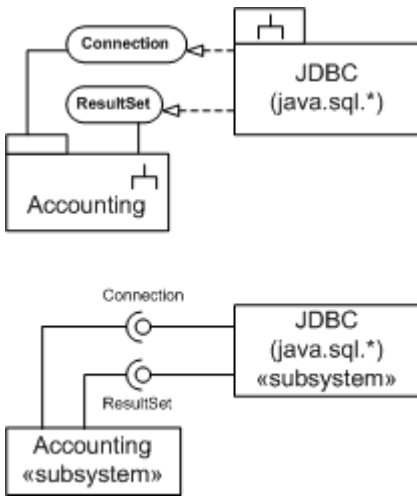 Connection
JDBC
(java.sql.*)
ResultSet
Accounting
Connection
JDBC
(java.sql.*)
«subsystem»
ResultSet
Accounting
«subsystem»